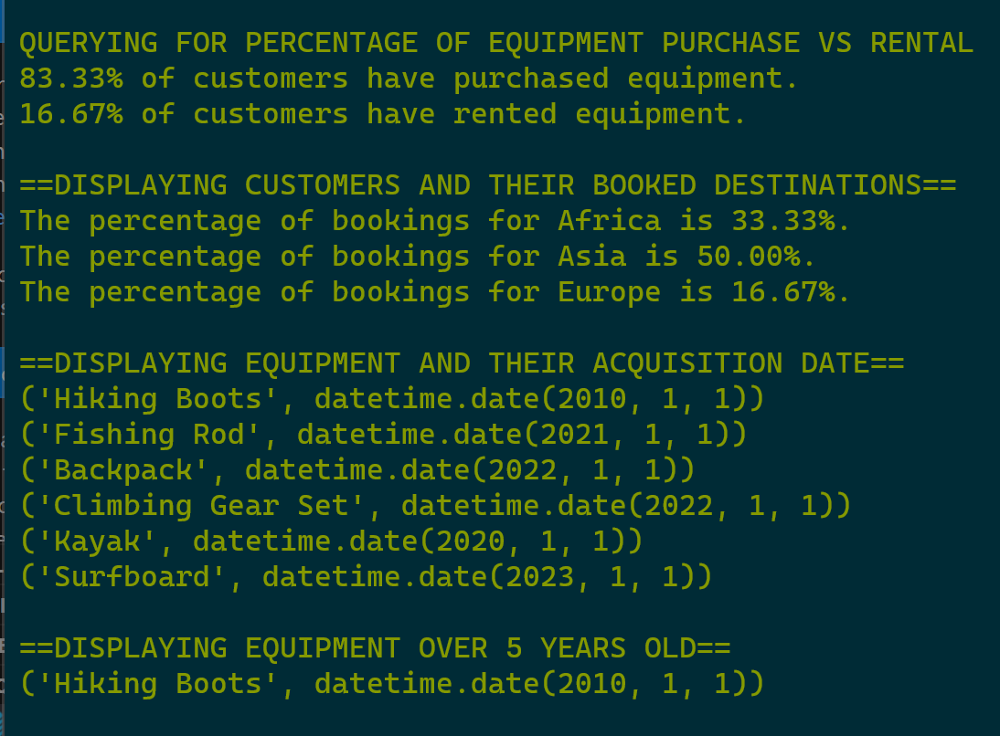 QUERYING FOR PERCENTAGE OF EQUIPMENT PURCHASE VS RENTAL
83.33% of customers have purchased equipment.
16.67% of customers have rented equipment.
==DISPLAYING CUSTOMERS AND THEIR BOOKED DESTINATIONS==
The percentage of bookings for Africa is 33.33%.
The percentage of bookings for Asia is 50.00%.
The percentage of bookings for Europe is 16.67%.
==DISPLAYING EQUIPMENT AND THEIR ACQUISITION DATE==
('Hiking Boots', datetime.date(2010, 1, 1))
('Fishing Rod', datetime.date(2021, 1, 1))
('Backpack', datetime.date(2022, 1, 1))
('Climbing Gear Set', datetime.date(2022, 1, 1))
('Kayak', datetime.date(2020, 1, 1))
('Surfboard', datetime.date(2023, 1, 1))
==DISPLAYING EQUIPMENT OVER 5 YEARS OLD==
('Hiking Boots', datetime.date(2010, 1, 1))